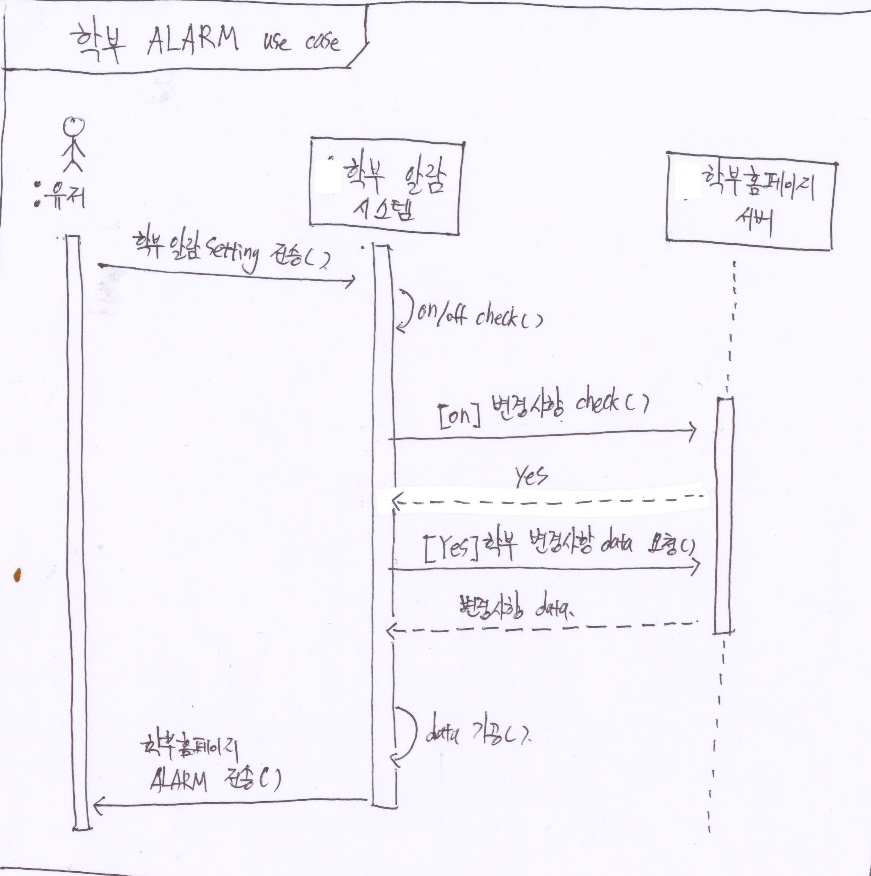 학부 ALARM use case
:유저
학부 알람
시스템
학부홈페이지
서버
학부 알람 Setting 전송()
on/off check()
[on] 변경사항 check()
Yes
[Yes]학부 변경사항 data 요청()
변경사항 data.
data 가공().
학부홈페이지
ALARM 전송()